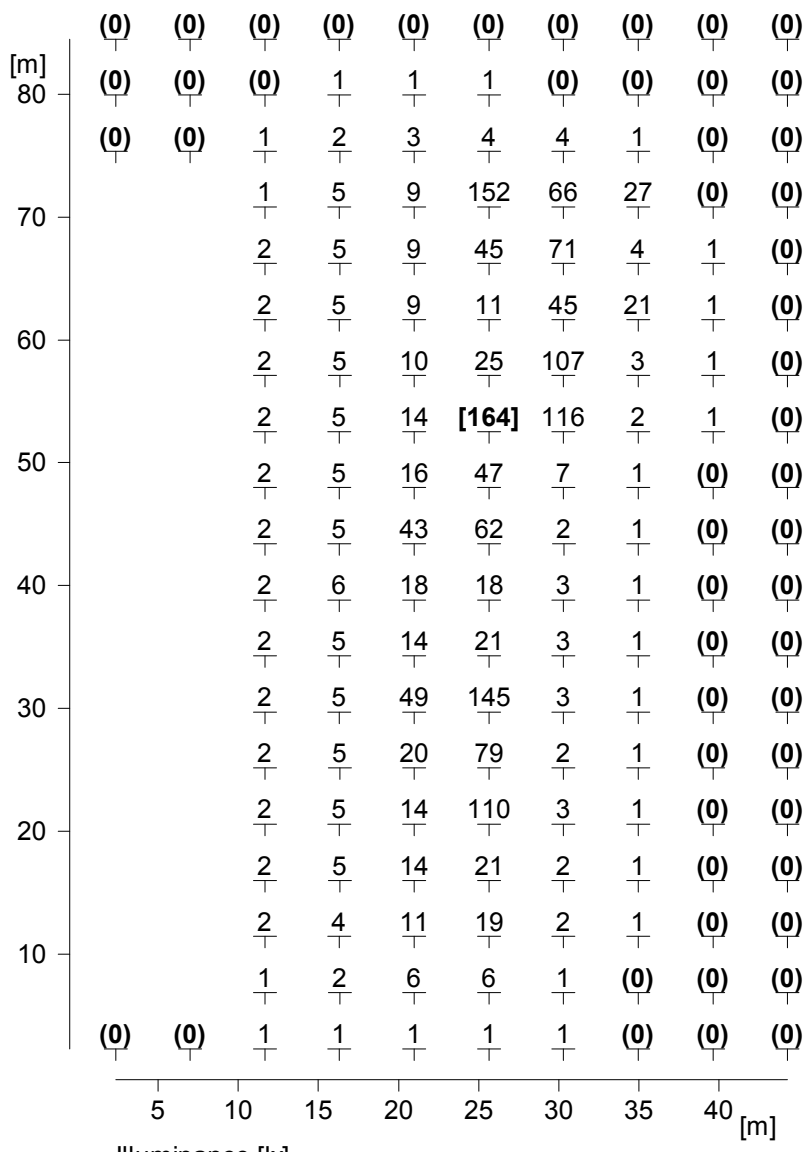 (0) (0) (0) (0) (0) (0) (0) (0) (0) (0)
[m]
80 (0) (0) (0) 1 1 1 (0) (0) (0) (0)
(0) (0) 1 2 3 4 4 1 (0) (0)
1 5 9 152 66 27 (0) (0)
70
2 5 9 45 71 4 1 (0)
2 5 9 11 45 21 1 (0)
60
2 5 10 25 107 3 1 (0)
2 5 14 [164] 116 2 1 (0)
50
2 5 16 47 7 1 (0) (0)
2 5 43 62 2 1 (0) (0)
40 2 6 18 18 3 1 (0) (0)
2 5 14 21 3 1 (0) (0)
30 2 5 49 145 3 1 (0) (0)
2 5 20 79 2 1 (0) (0)
2 5 14 110 3 1 (0) (0)
20
2 5 14 21 2 1 (0) (0)
2 4 11 19 2 1 (0) (0)
10
1 2 6 6 1 (0) (0) (0)
(0) (0) 1 1 1 1 1 (0) (0) (0)
5 10 15 20 25 30 35 40 [m]
Illuminance [lx]